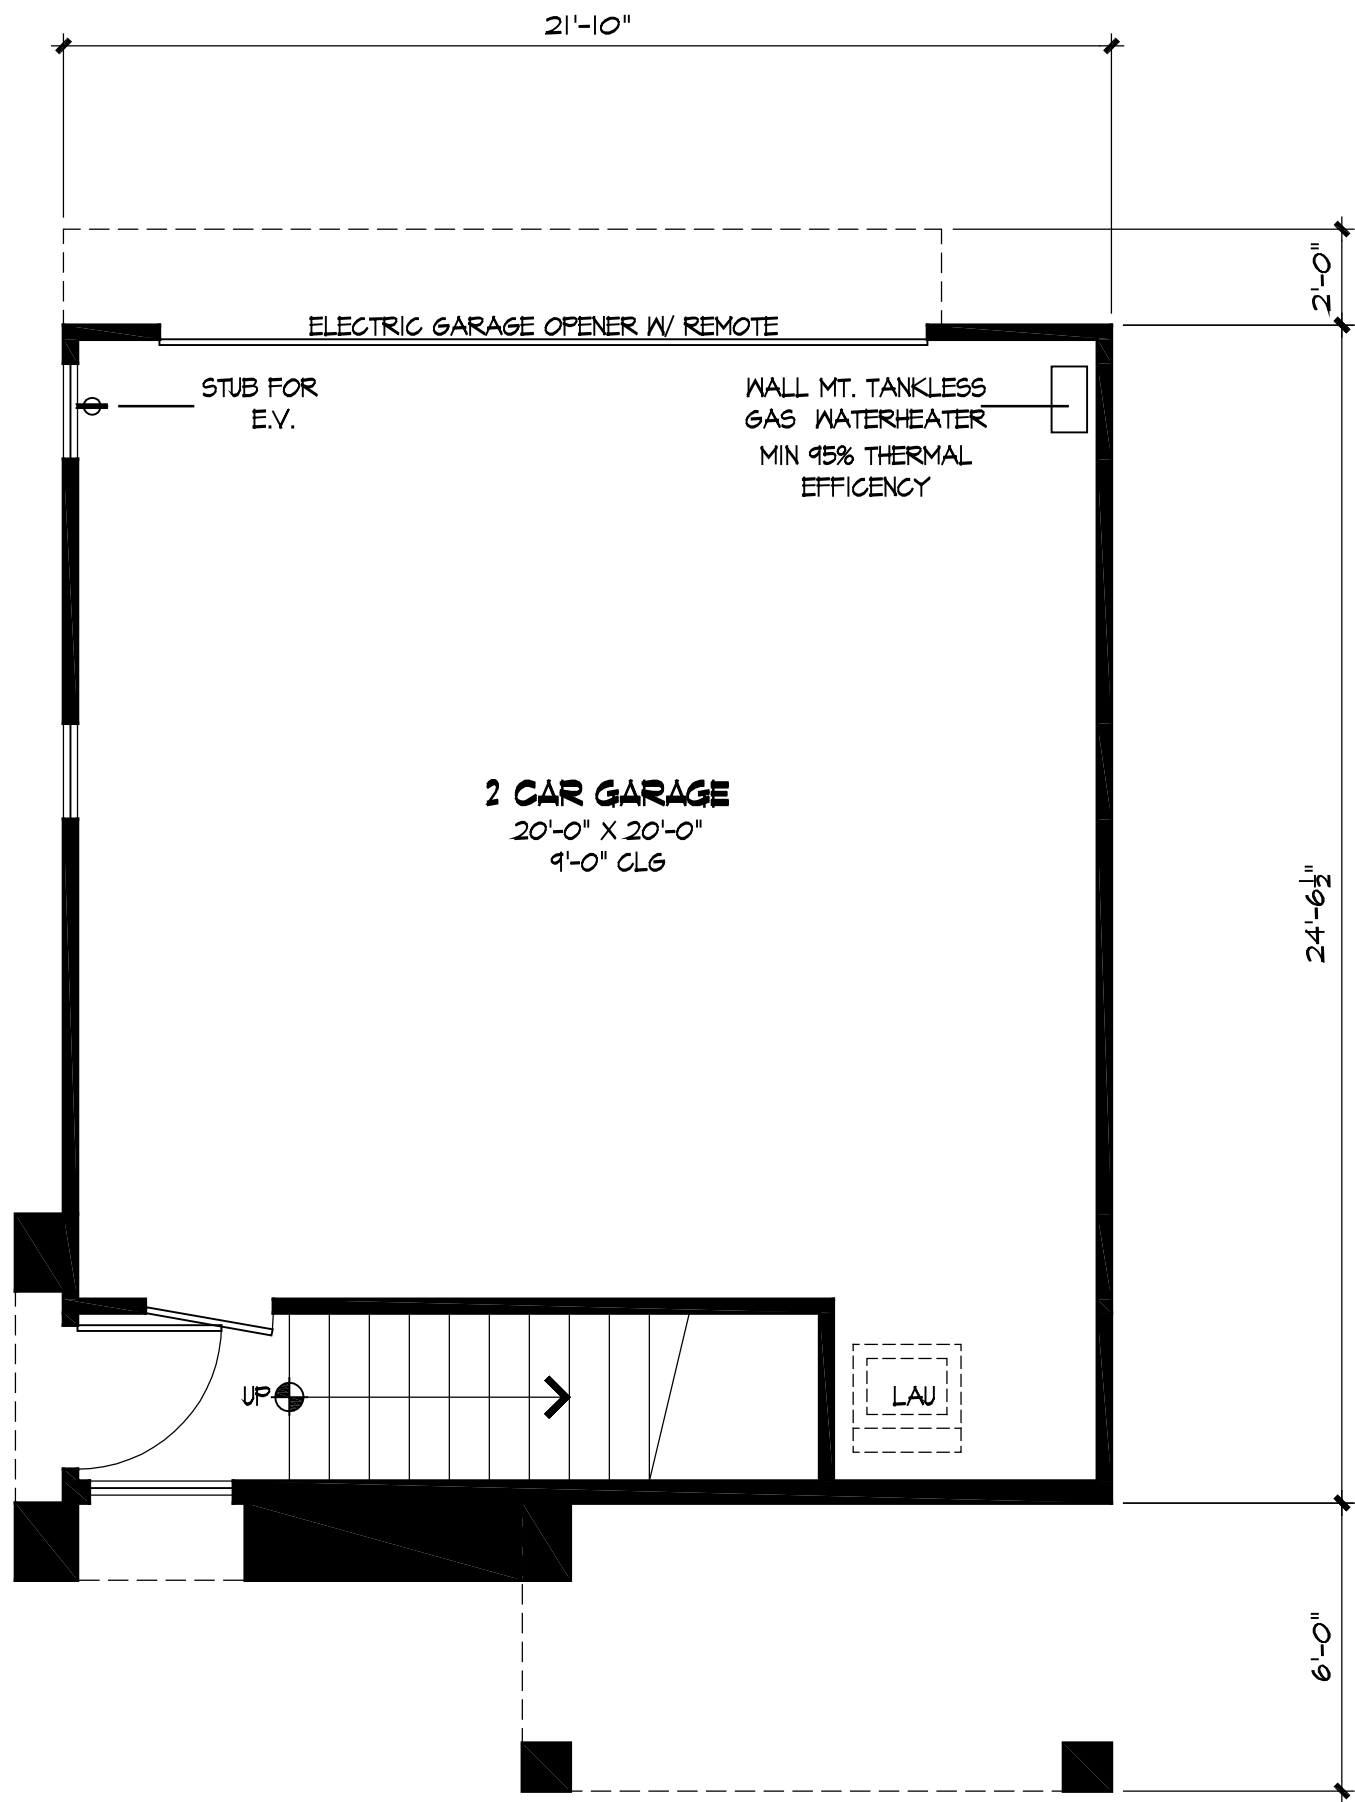 21'-10"
2'-0"
ELECTRIC GARAGE OPENER W/ REMOTE
STUB FOR
E.V.
WALL MT. TANKLESS
GAS WATERHEATER
MIN 95% THERMAL
EFFICENCY
2 CAR GARAGE
20'-0" X 20'-0"
9'-0" CLG
24'-6½"
UP
LAU
6'-0"